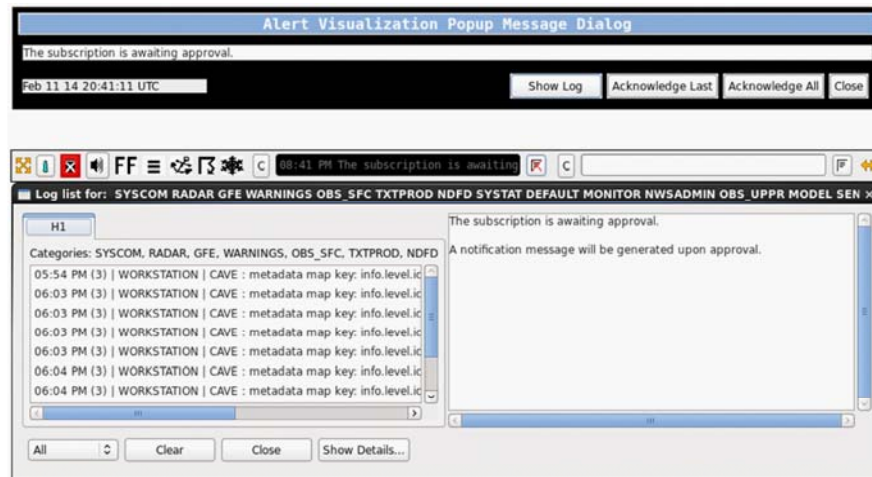 Alert Visualization Popup Message Dialog
The subscription is awaiting approval.
Feb 11 14 20:41:11 UTC
Show Log
Acknowledge Last
Acknowledge All
Close
FF
C
08:41 PM The subscription is awaiting
C
Log list for: SYSCOM RADAR GFE WARNINGS OBS_SFC TXTPROD NDFD SYSTAT DEFAULT MONITOR NWSADMIN OBS_UPPR MODEL SEN
H1
Categories: SYSCOM, RADAR, GFE, WARNINGS, OBS_SFC, TXTPROD, NDFD
05:54 PM (3) | WORKSTATION | CAVE : metadata map key: info.level.id
06:03 PM (3) | WORKSTATION | CAVE : metadata map key: info.level.id
06:03 PM (3) | WORKSTATION | CAVE : metadata map key: info.level.id
06:03 PM (3) | WORKSTATION | CAVE : metadata map key: info.level.id
06:03 PM (3) | WORKSTATION | CAVE : metadata map key: info.level.id
06:04 PM (3) | WORKSTATION | CAVE : metadata map key: info.level.id
06:04 PM (3) | WORKSTATION | CAVE : metadata map key: info.level.id
The subscription is awaiting approval.
A notification message will be generated upon approval.
All
Clear
Close
Show Details...